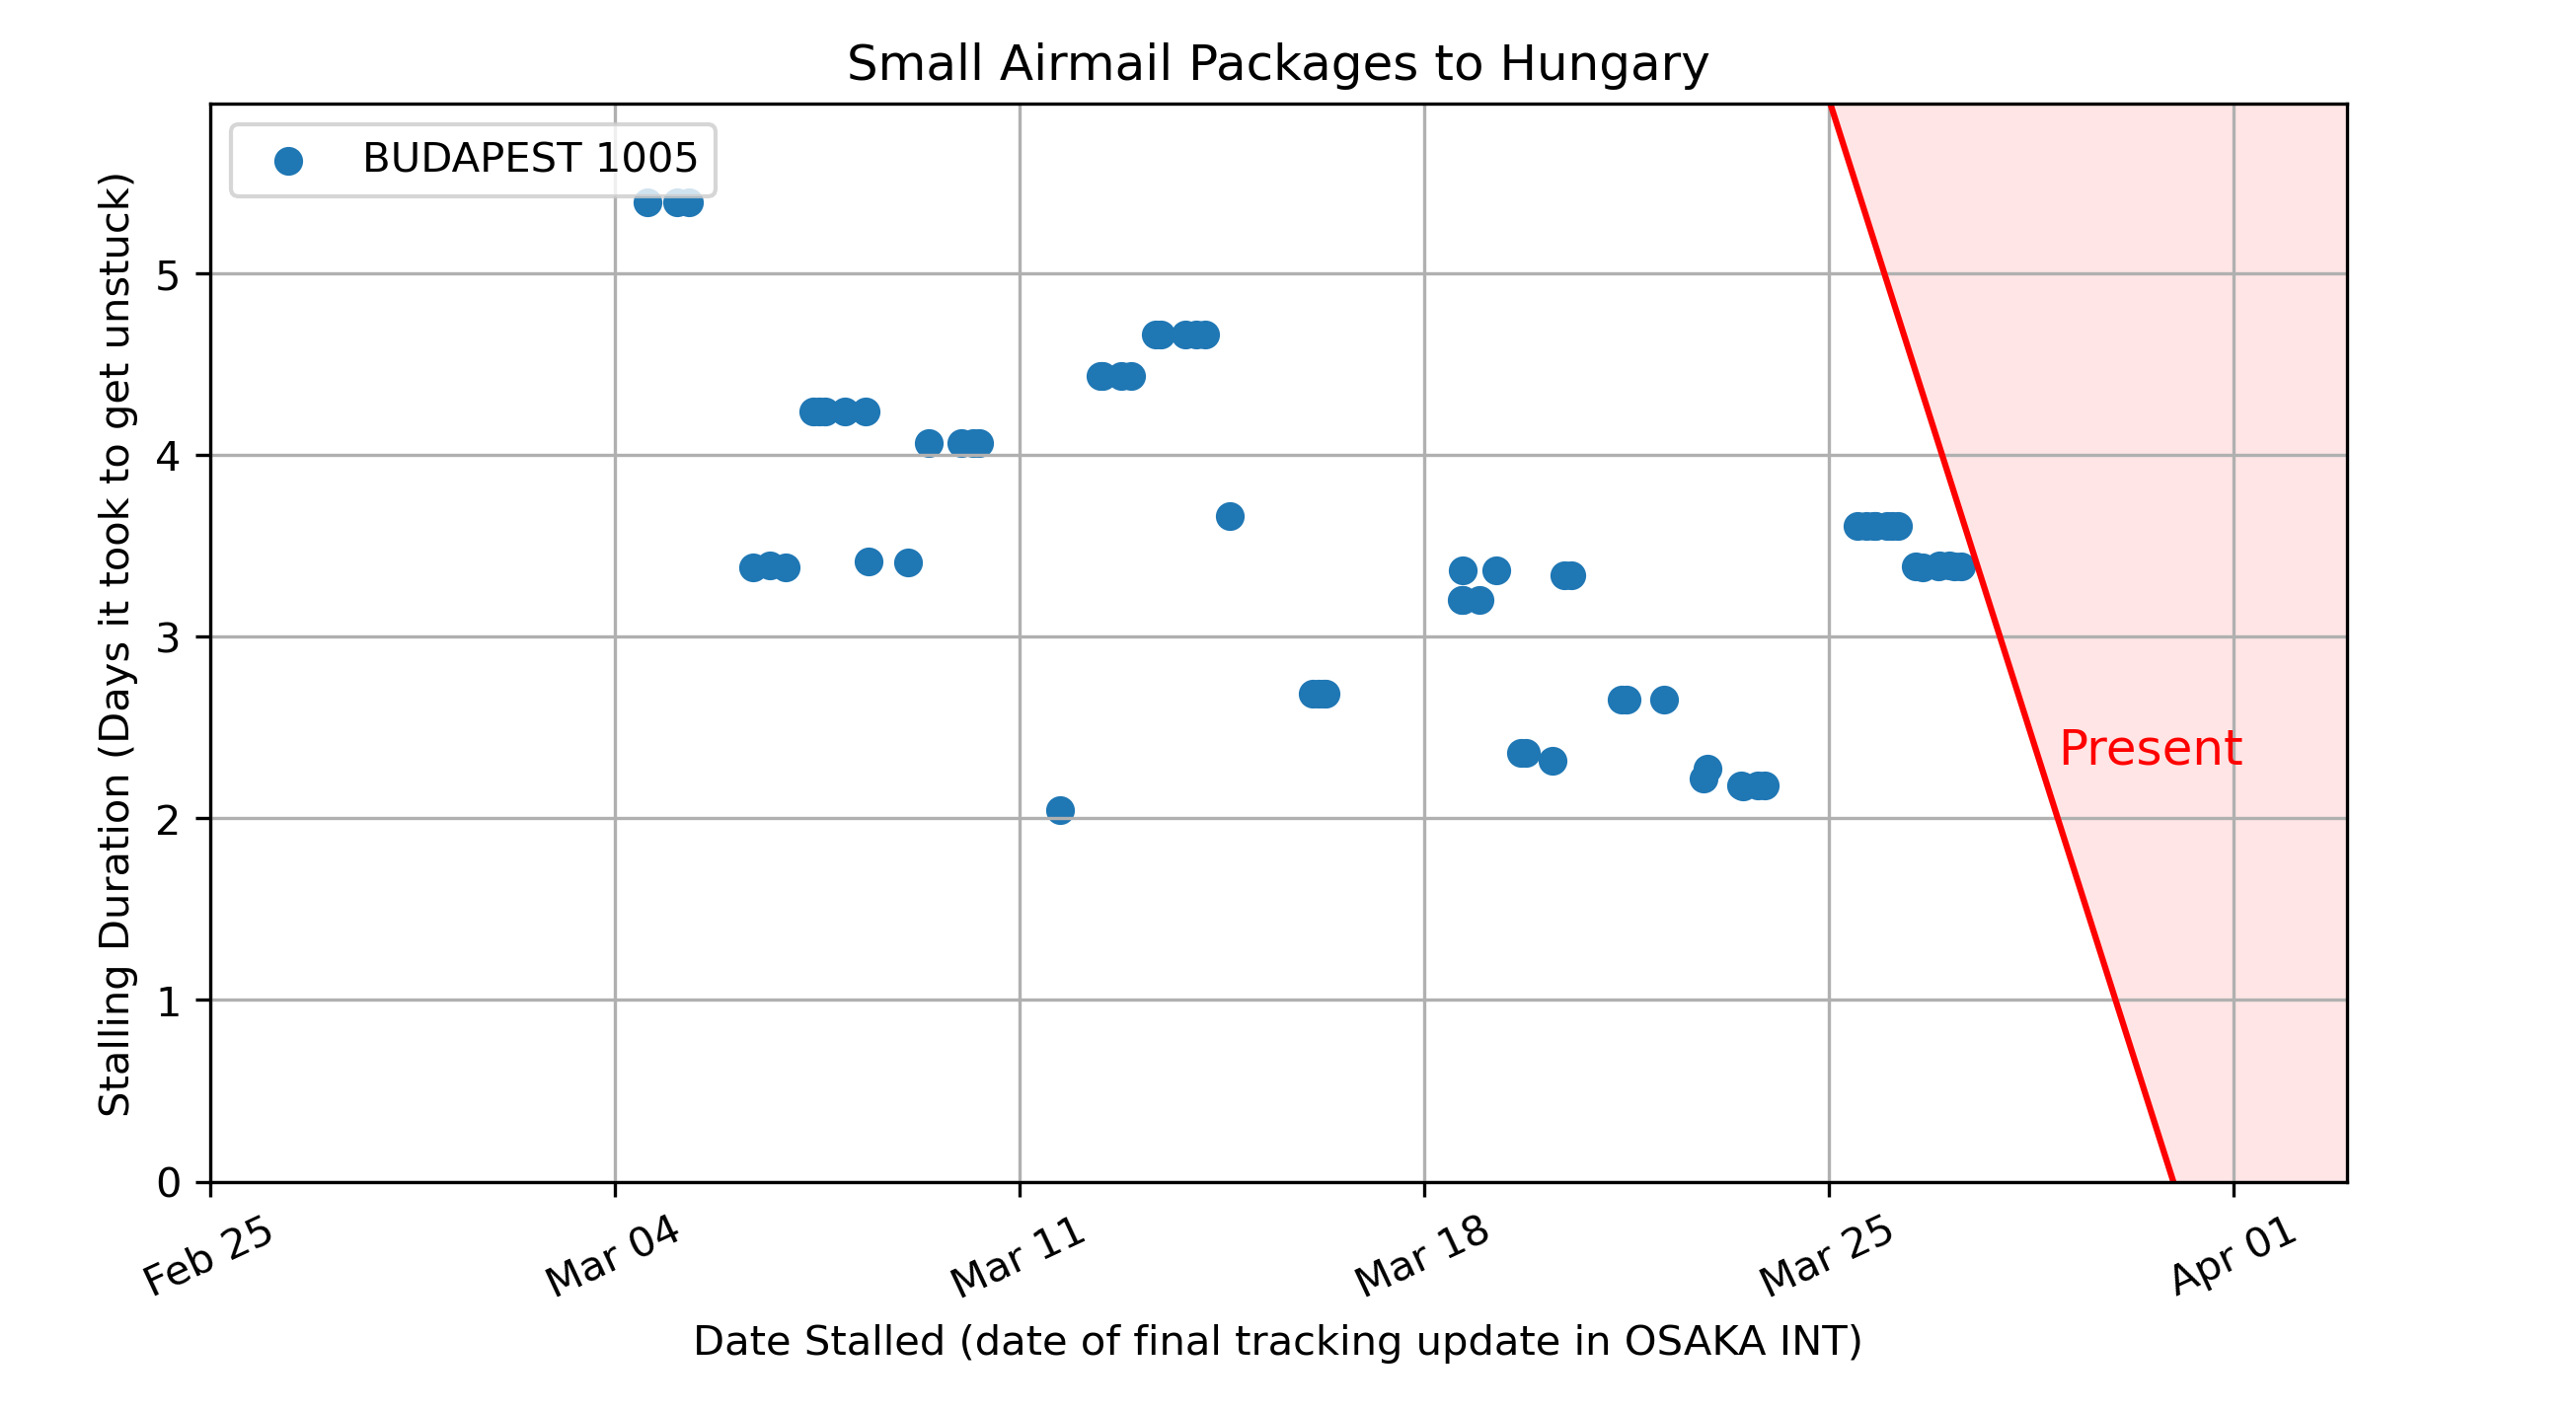 Small Airmail Packages to Hungary
BUDAPEST 1005
Stalling Duration (Days it took to get unstuck)
5
4
3
2
1
0
Present
Feb 25
Mar 04
Mar 11
Mar 18
Mar 25
Apr 01
Date Stalled (date of final tracking update in OSAKA INT)